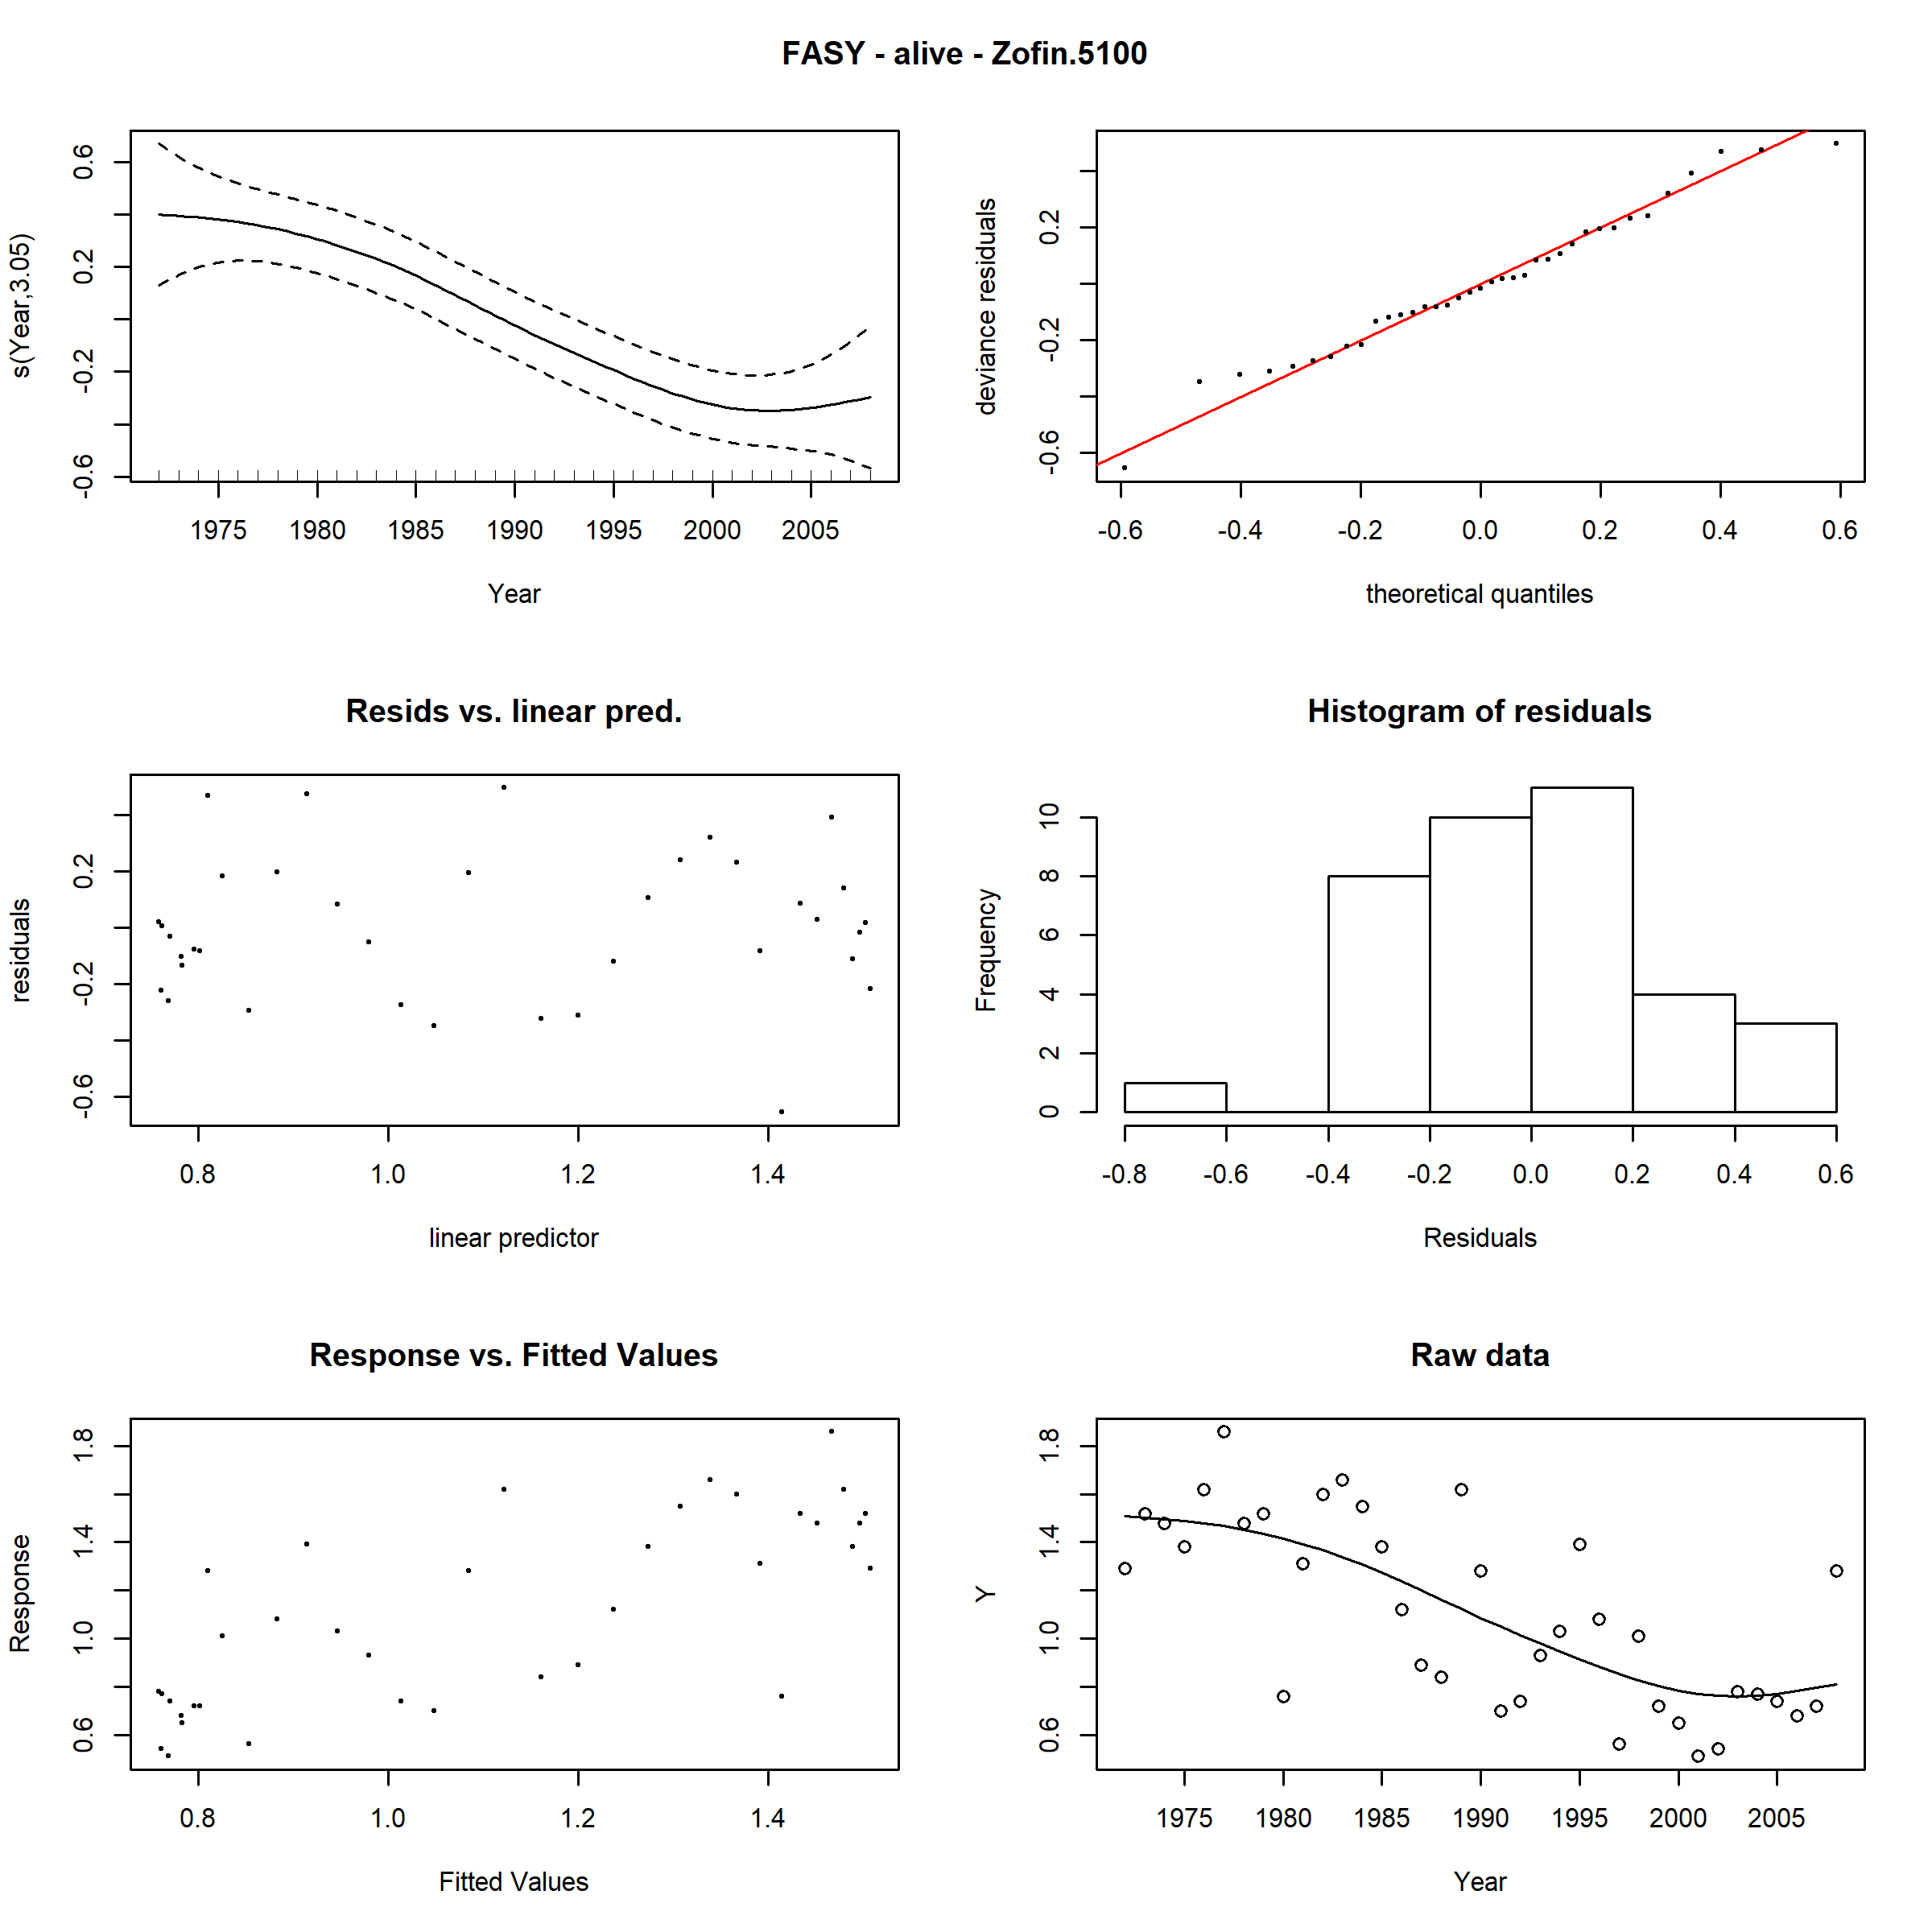 FASY - alive - Zofin.5100
s(Year,3.05)
0.6
0.2
-0.2
-0.6
1975 1980 1985 1990 1995 2000 2005
Year
deviance residuals
0.2
-0.2
-0.6
-0.6 -0.4 -0.2 0.0 0.2 0.4 0.6
theoretical quantiles
Resids vs. linear pred.
residuals
0.2
-0.2
-0.6
0.8 1.0 1.2 1.4
linear predictor
Histogram of residuals
Frequency
10
8
6
4
2
0
-0.8 -0.6 -0.4 -0.2 0.0 0.2 0.4 0.6
Residuals
Response vs. Fitted Values
Response
1.8
1.4
1.0
0.6
0.8 1.0 1.2 1.4
Fitted Values
Raw data
Y
1.8
1.4
1.0
0.6
1975 1980 1985 1990 1995 2000 2005
Year